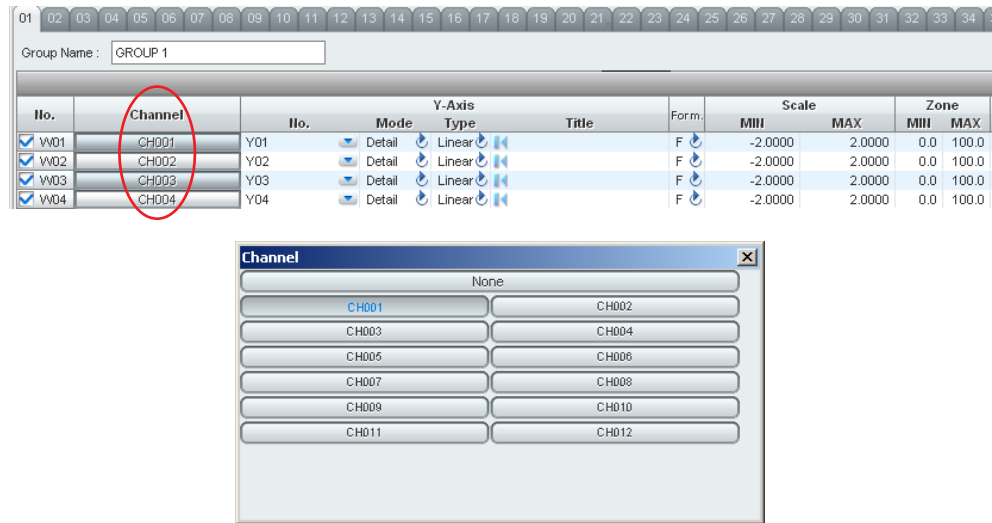 01 02 03 04 05 06 07 08 09 10 11 12 13 14 15 16 17 18 19 20 21 22 23 24 25 26 27 28 29 30 31 32 33 34
Group Name : GROUP 1
No. Channel Y-Axis Form. Scale Zone
No. Mode Type Title MIN MAX MIN MAX
W01 CH001 Y01 Detail Linear F -2.0000 2.0000 0.0 100.0
W02 CH002 Y02 Detail Linear F -2.0000 2.0000 0.0 100.0
W03 CH003 Y03 Detail Linear F -2.0000 2.0000 0.0 100.0
W04 CH004 Y04 Detail Linear F -2.0000 2.0000 0.0 100.0
Channel
None
CH001 CH002
CH003 CH004
CH005 CH006
CH007 CH008
CH009 CH010
CH011 CH012